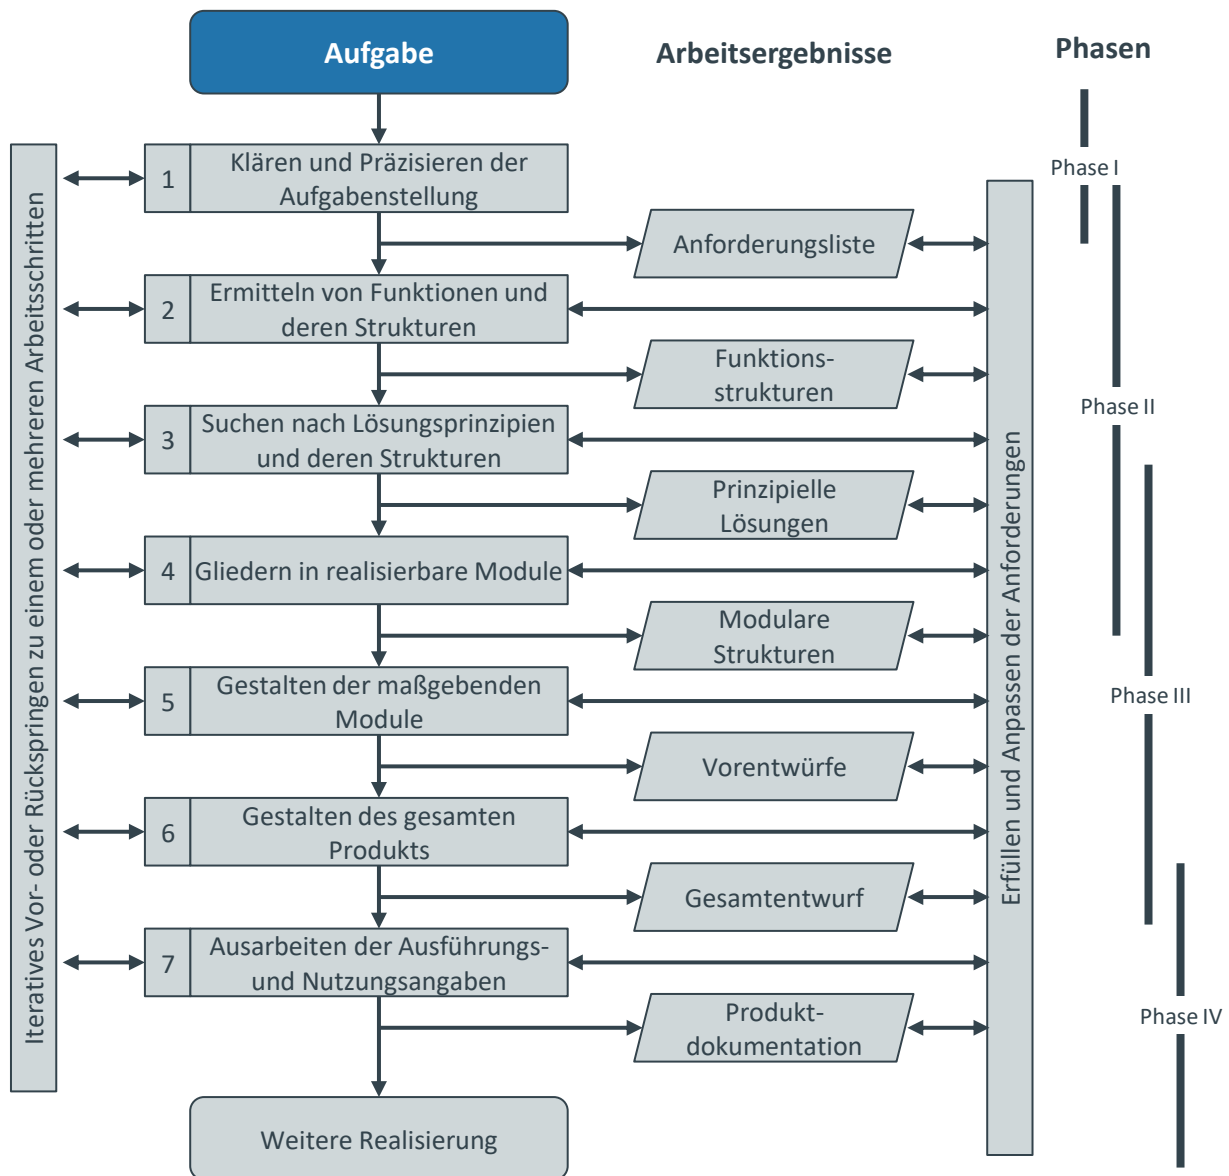 Aufgabe
Arbeitsergebnisse
Phasen
Iteratives Vor- oder Rückspringen zu einem oder mehreren Arbeitsschritten
1
Klären und Präzisieren der
Aufgabenstellung
Phase I
Anforderungsliste
2
Ermitteln von Funktionen und
deren Strukturen
Funktions-
strukturen
Phase II
3
Suchen nach Lösungsprinzipien
und deren Strukturen
Prinzipielle
Lösungen
4
Gliedern in realisierbare Module
Modulare
Strukturen
5
Gestalten der maßgebenden
Module
Phase III
Vorentwürfe
6
Gestalten des gesamten
Produkts
Gesamtentwurf
7
Ausarbeiten der Ausführungs-
und Nutzungsangaben
Produkt-
dokumentation
Phase IV
Erfüllen und Anpassen der Anforderungen
Weitere Realisierung